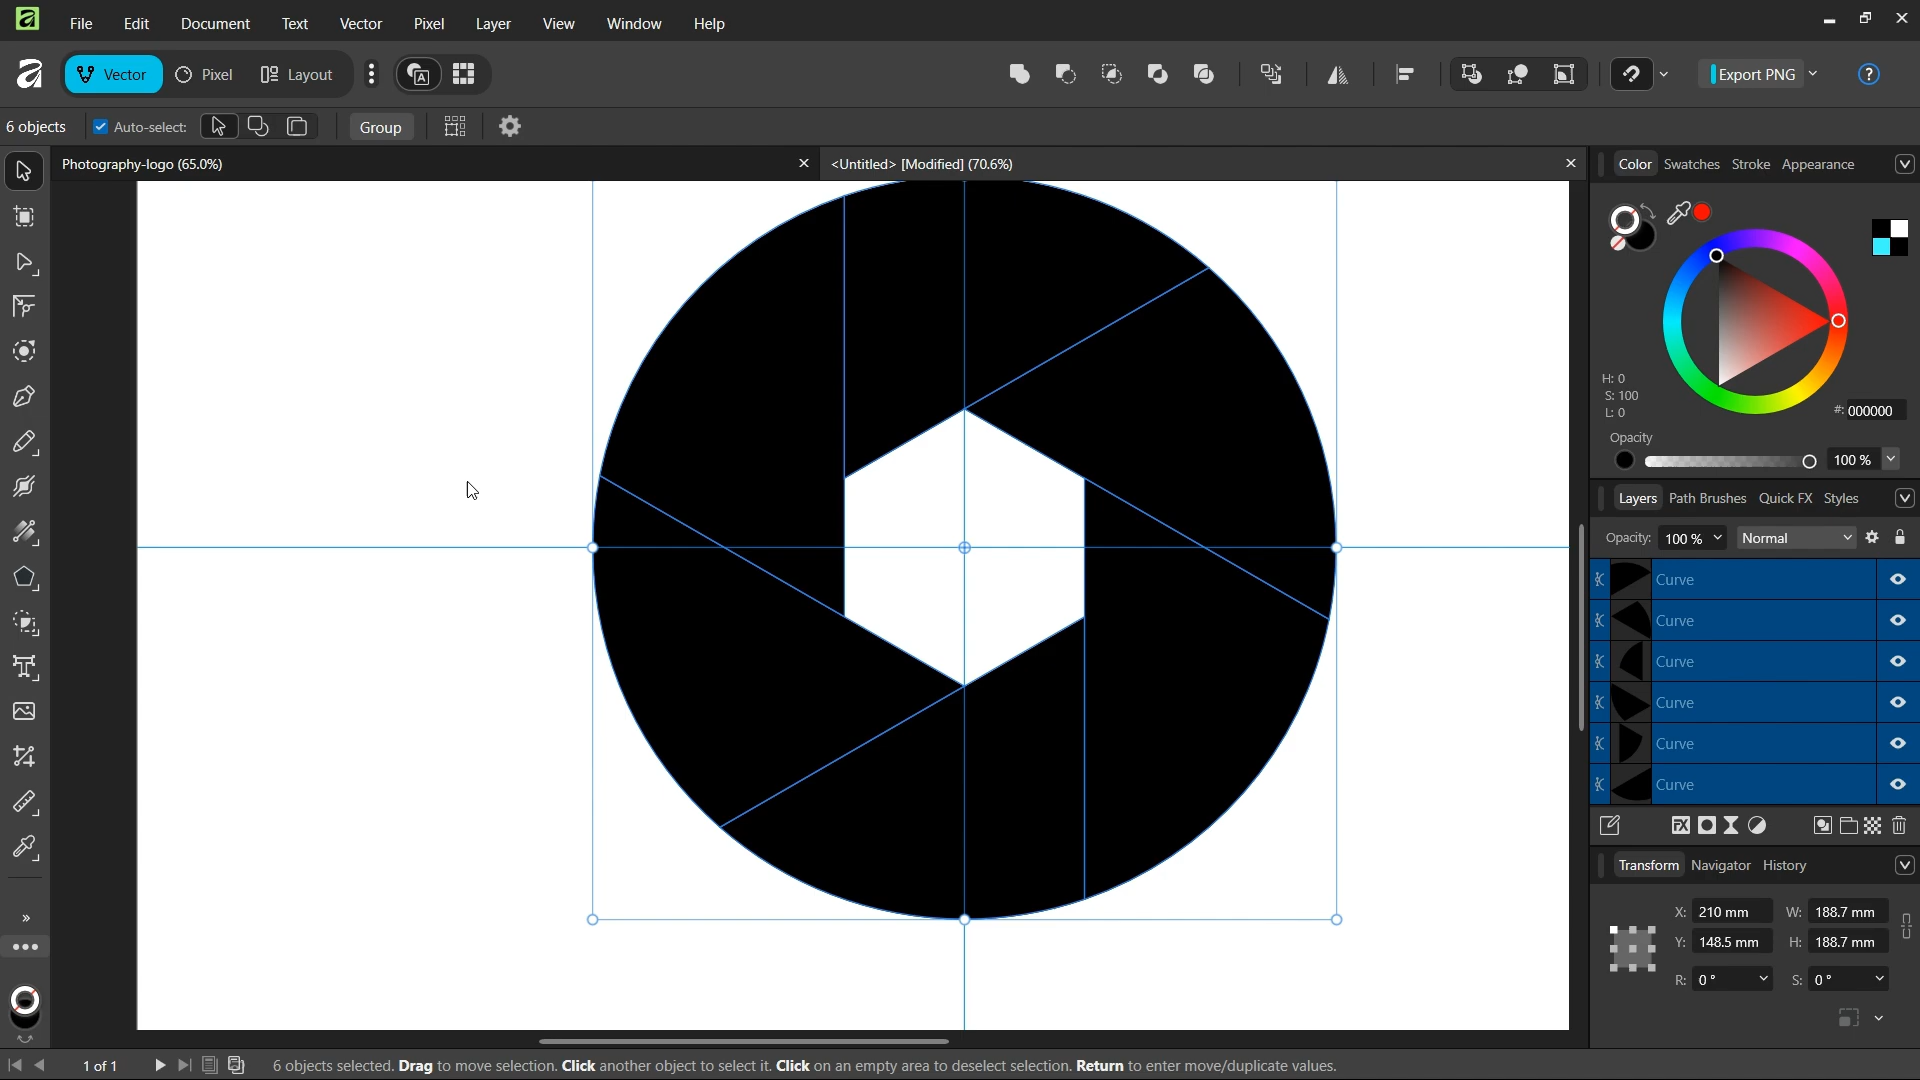 File Edit Document Text Vector Pixel Layer View Window Help
Vector Pixel Layout Export PNG
6 objects Auto-select: Group
Photography-logo (65.0%) <Untitled> [Modified] (70.6%)
Color Swatches Stroke Appearance
H: 0
S: 100
L: 0
#: 000000
Opacity
100 %
Layers Path Brushes Quick FX Styles
Opacity: 100 % Normal
Curve
Curve
Curve
Curve
Curve
Curve
Transform Navigator History
X: 210 mm W: 188.7 mm
Y: 148.5 mm H: 188.7 mm
R: 0 ° S: 0 °
1 of 1 6 objects selected. Drag to move selection. Click another object to select it. Click on an empty area to deselect selection. Return to enter move/duplicate values.